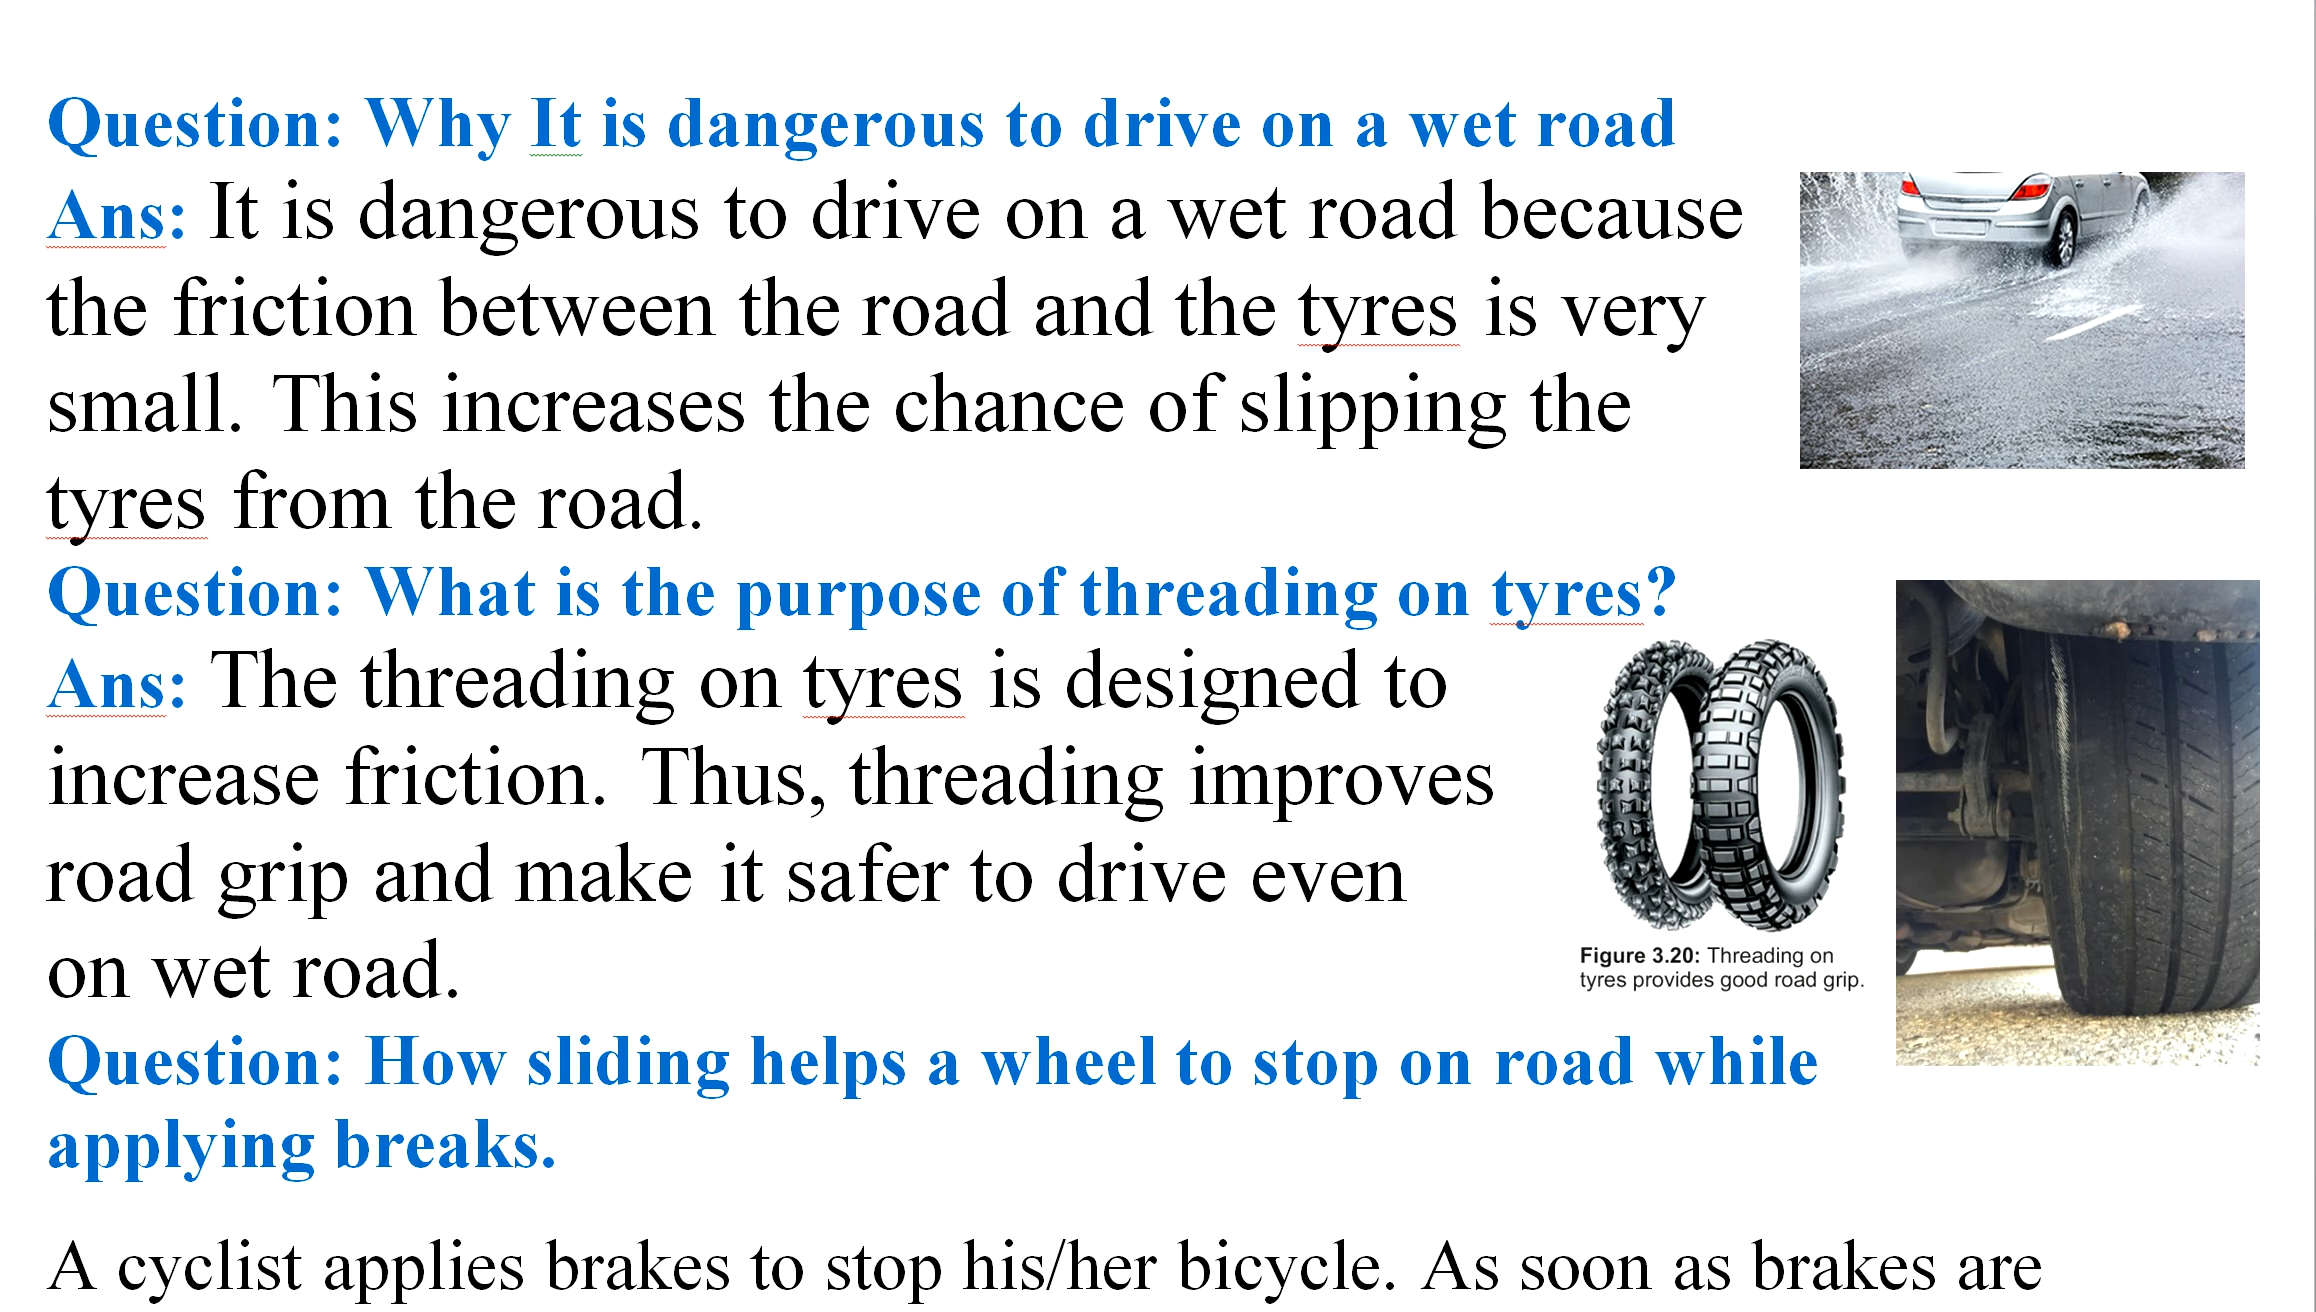 Question: Why It is dangerous to drive on a wet road
Ans: It is dangerous to drive on a wet road because
the friction between the road and the tyres is very
small. This increases the chance of slipping the
tyres from the road.
Question: What is the purpose of threading on tyres?
Ans: The threading on tyres is designed to
increase friction. Thus, threading improves
road grip and make it safer to drive even
on wet road.
Figure 3.20: Threading on
tyres provides good road grip.
Question: How sliding helps a wheel to stop on road while
applying breaks.
A cyclist applies brakes to stop his/her bicycle. As soon as brakes are